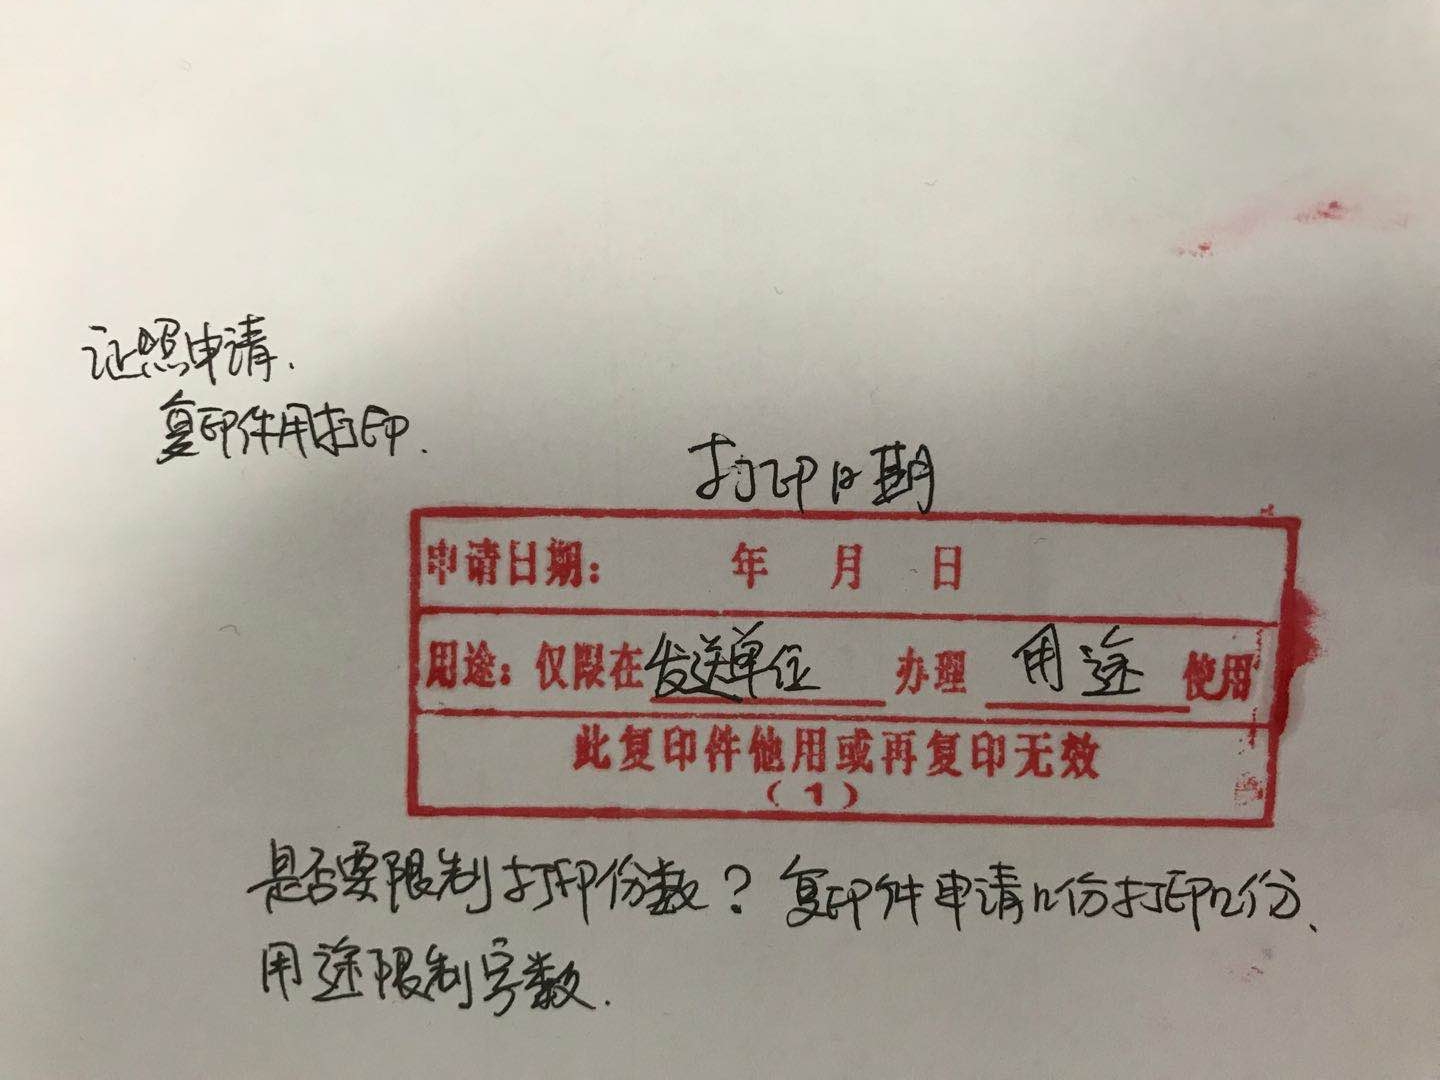 证照申请.
复印件用打印.
打印日期
申请日期： 年 月 日
用途：仅限在发送单位 办理 用途 使用
此复印件他用或再复印无效
（1）
是否要限制打印份数？复印件申请n份打印n份、
用途限制字数.